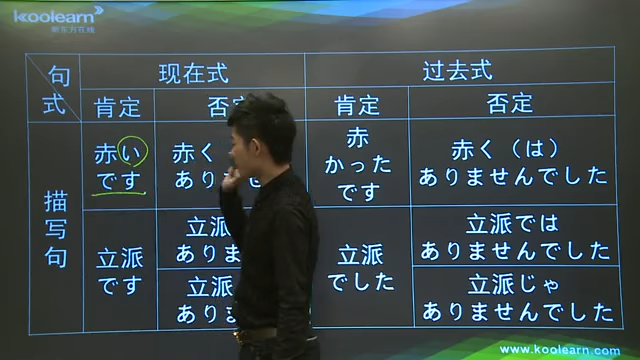 koolearn
新东方在线
句式
现在式
过去式
肯定
否定
肯定
否定
描写句
赤い
です
赤く
ありません
赤
かった
です
赤く（は）
ありませんでした
立派
です
立派
ありま
立派
ありま
立派
でした
立派では
ありませんでした
立派じゃ
ありませんでした
www.koolearn.com